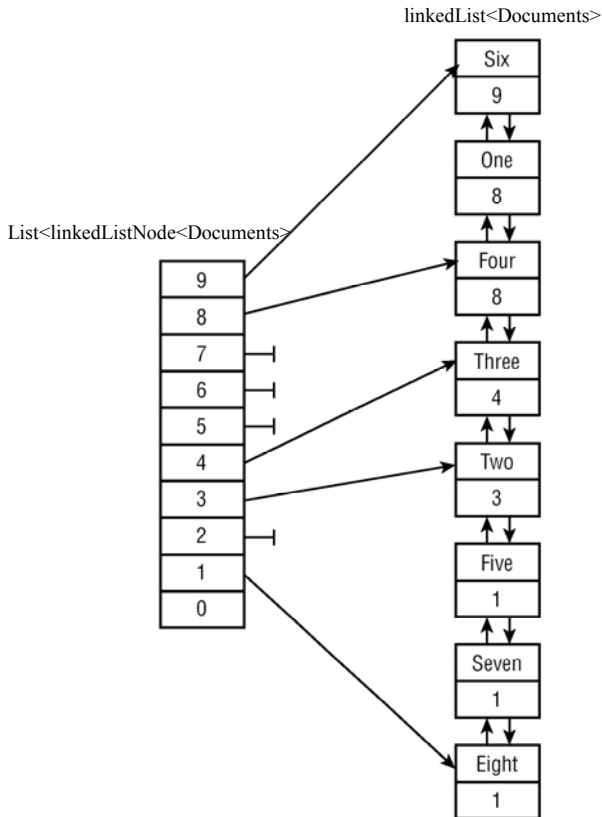 linkedList<Documents>
Six
9
One
8
List<linkedListNode<Documents>
Four
8
9
8
7
6
5
4
3
2
1
0
Three
4
Two
3
Five
1
Seven
1
Eight
1